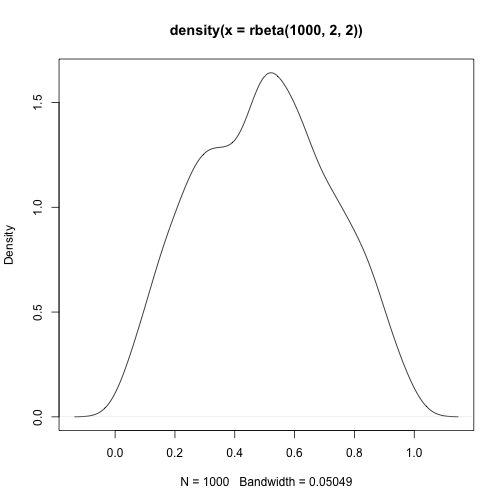 density(x = rbeta(1000, 2, 2))
Density
1.5
1.0
0.5
0.0
0.0 0.2 0.4 0.6 0.8 1.0
N = 1000 Bandwidth = 0.05049